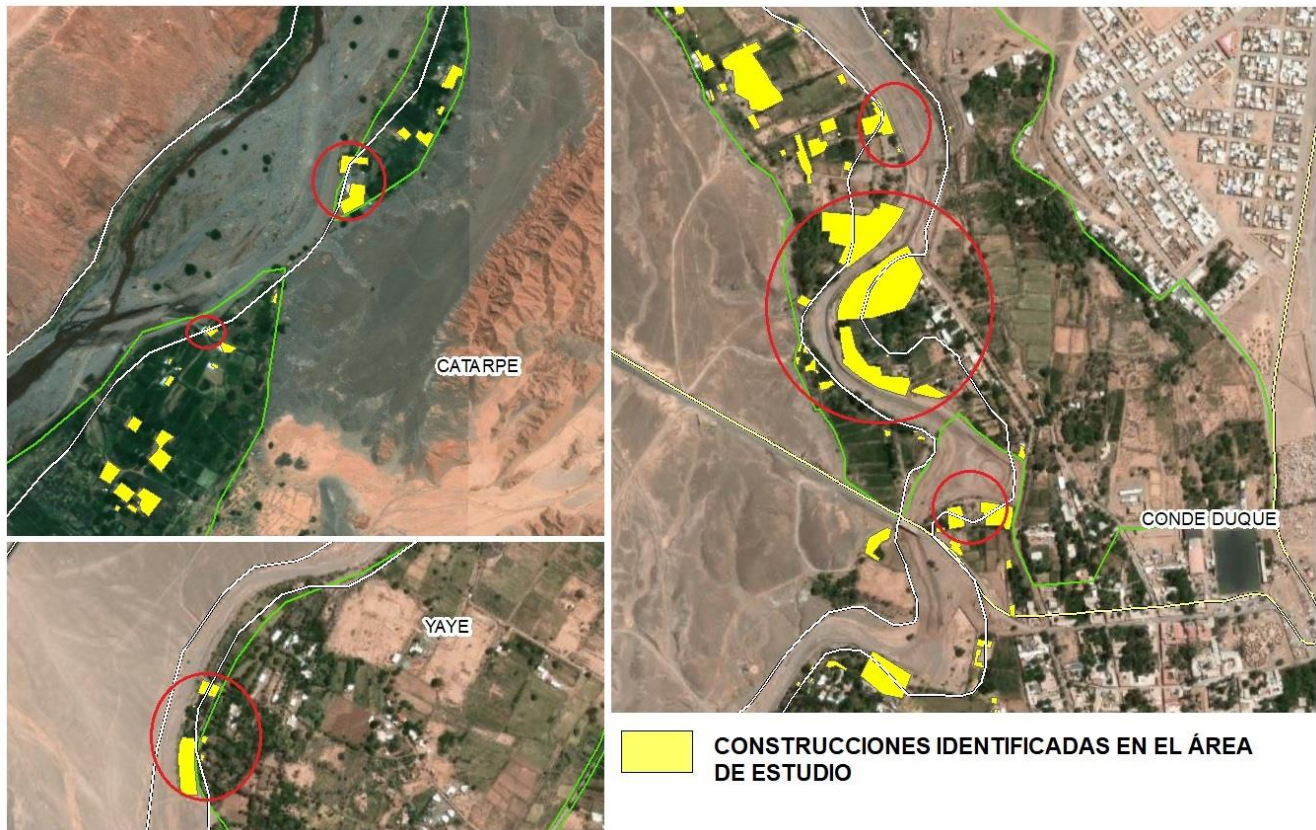 CATARPE
YAYE
CONDE DUQUE
CONSTRUCCIONES IDENTIFICADAS EN EL ÁREA
DE ESTUDIO